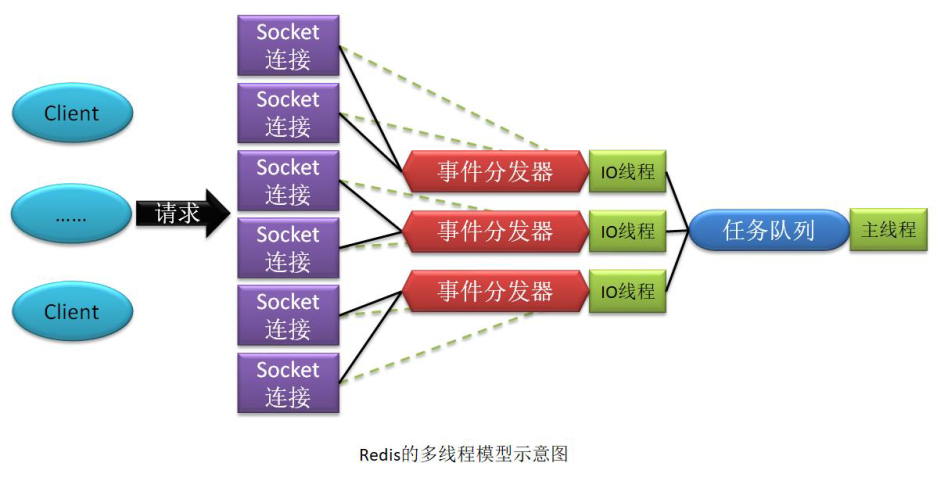 Client
……
Client
请求
Socket
连接
Socket
连接
Socket
连接
Socket
连接
Socket
连接
Socket
连接
事件分发器
IO线程
事件分发器
IO线程
事件分发器
IO线程
任务队列
主线程
Redis的多线程模型示意图